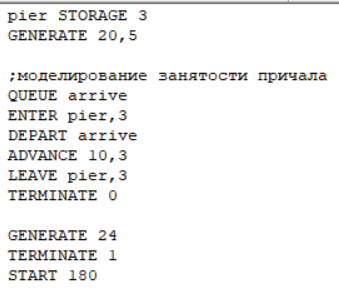 pier STORAGE 3
GENERATE 20,5
;моделирование занятости причала
QUEUE arrive
ENTER pier,3
DEPART arrive
ADVANCE 10,3
LEAVE pier,3
TERMINATE 0
GENERATE 24
TERMINATE 1
START 180